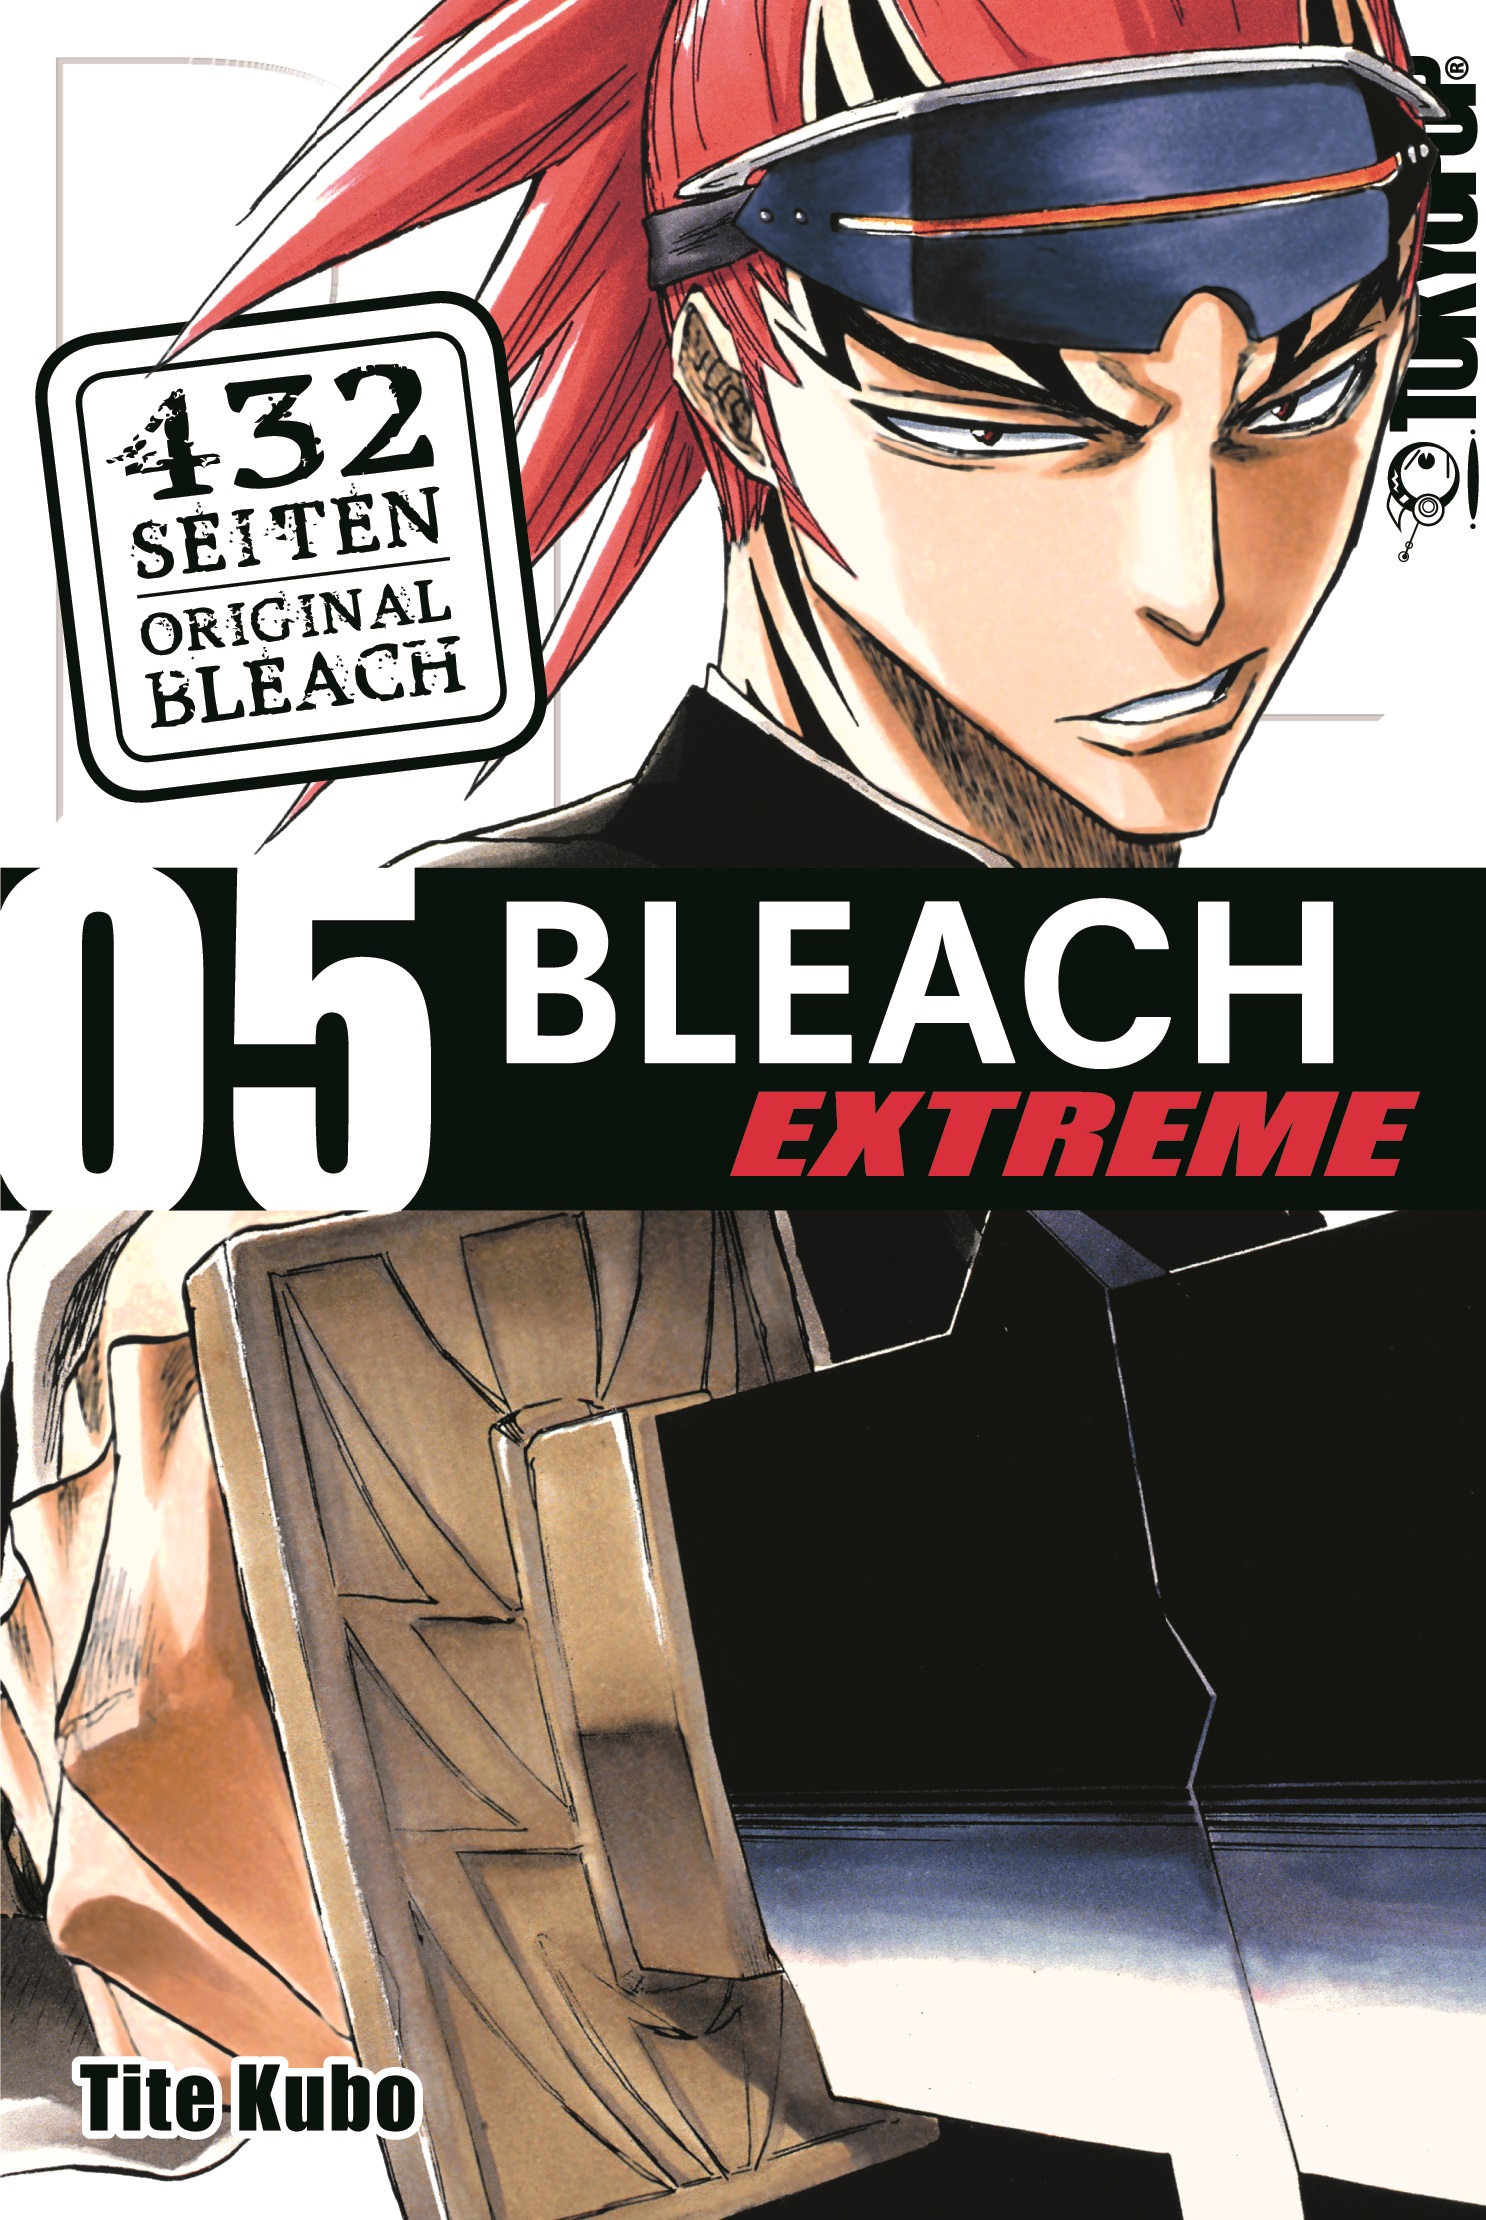 TOKYOPOP®
432
SEITEN
ORIGINAL
BLEACH
05
BLEACH
EXTREME
Tite Kubo